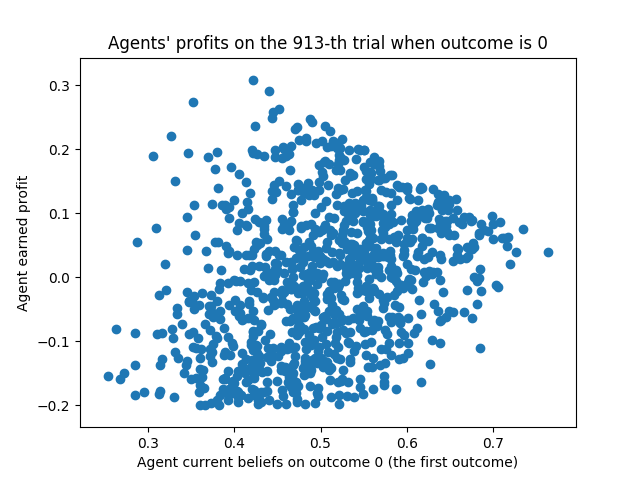 Agents' profits on the 913-th trial when outcome is 0
Agent earned profit
0.3
0.2
0.1
0.0
−0.1
−0.2
0.3 0.4 0.5 0.6 0.7
Agent current beliefs on outcome 0 (the first outcome)